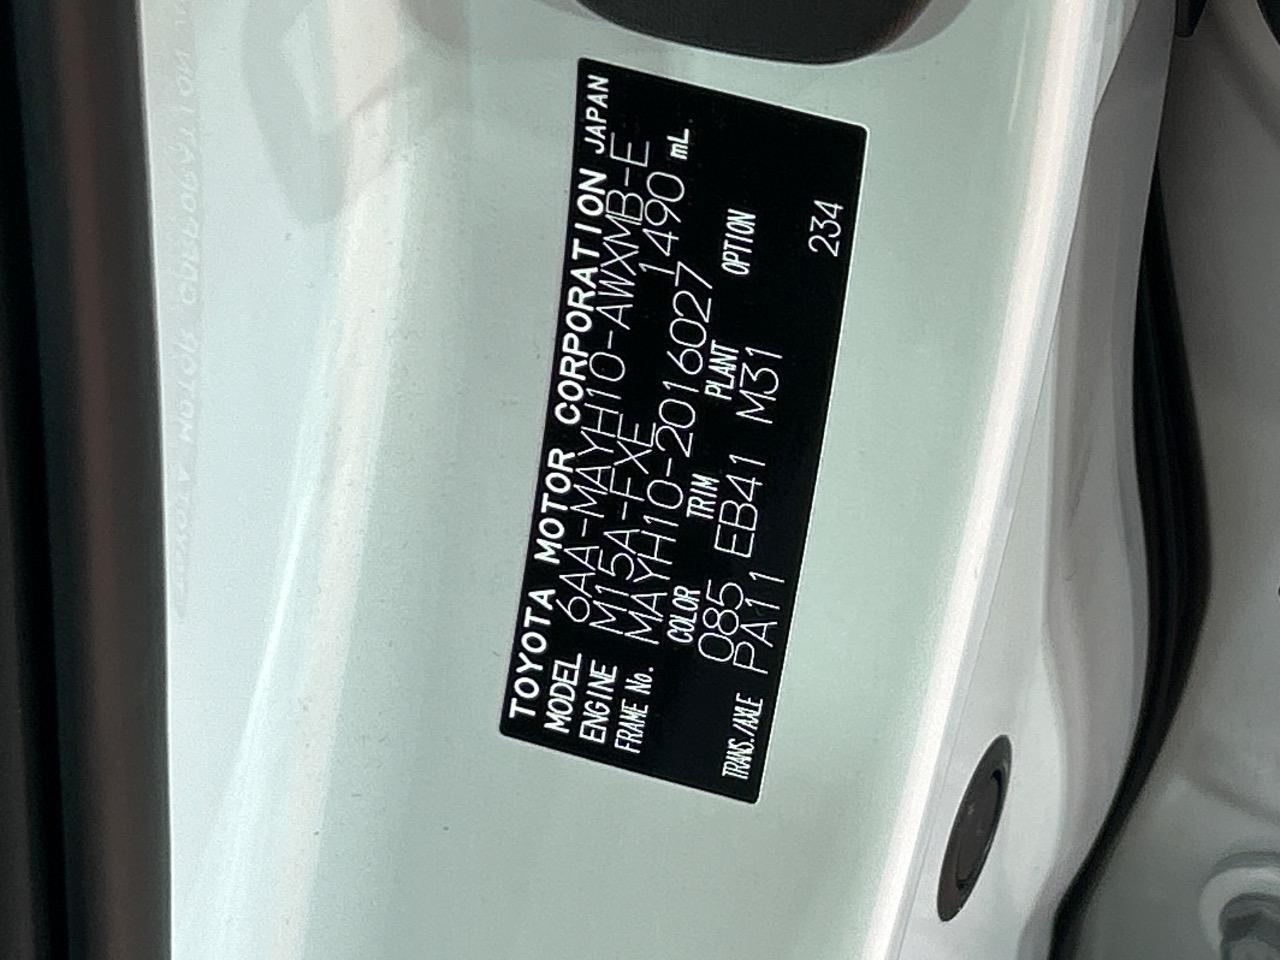 TOYOTA MOTOR CORPORATION JAPAN
MODEL 6AA-MAYH10-AWXMB-E
ENGINE M15A-FXE 1490 mL
FRAME No. MAYH10-2016027
COLOR TRIM PLANT OPTION
085 EB41 M31
TRANS./AXLE PA11
234